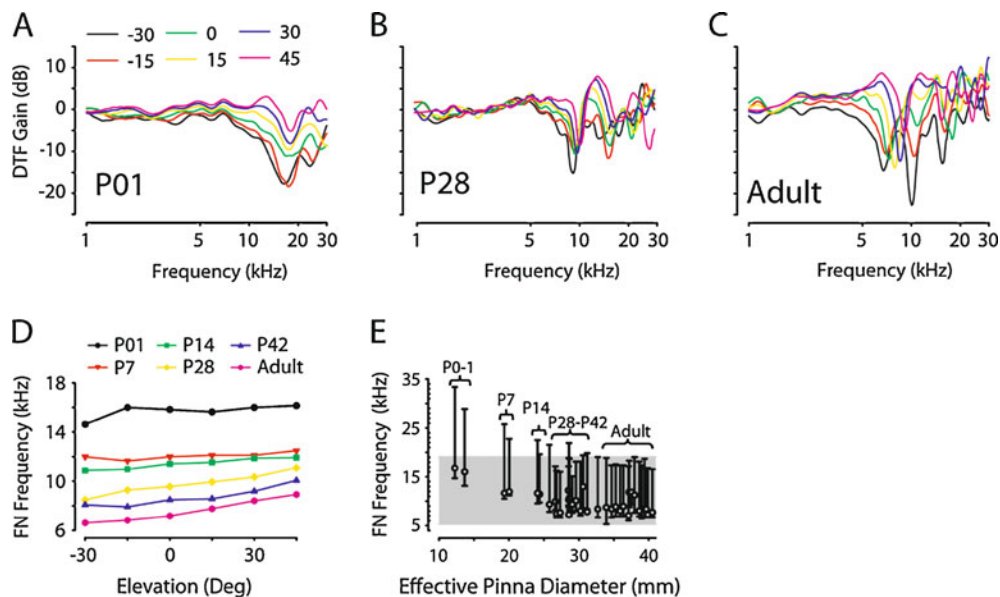 A
-30 0 30
-15 15 45
10
0
-10
-20
DTF Gain (dB)
P01
1 5 10 20 30
Frequency (kHz)
B
P28
1 5 10 20 30
Frequency (kHz)
C
Adult
1 5 10 20 30
Frequency (kHz)
D
P01 P14 P42
P7 P28 Adult
18
14
10
6
FN Frequency (kHz)
-30 0 30
Elevation (Deg)
E
35
25
15
5
FN Frequency (kHz)
P0-1
P7
P14
P28-P42
Adult
10 20 30 40
Effective Pinna Diameter (mm)